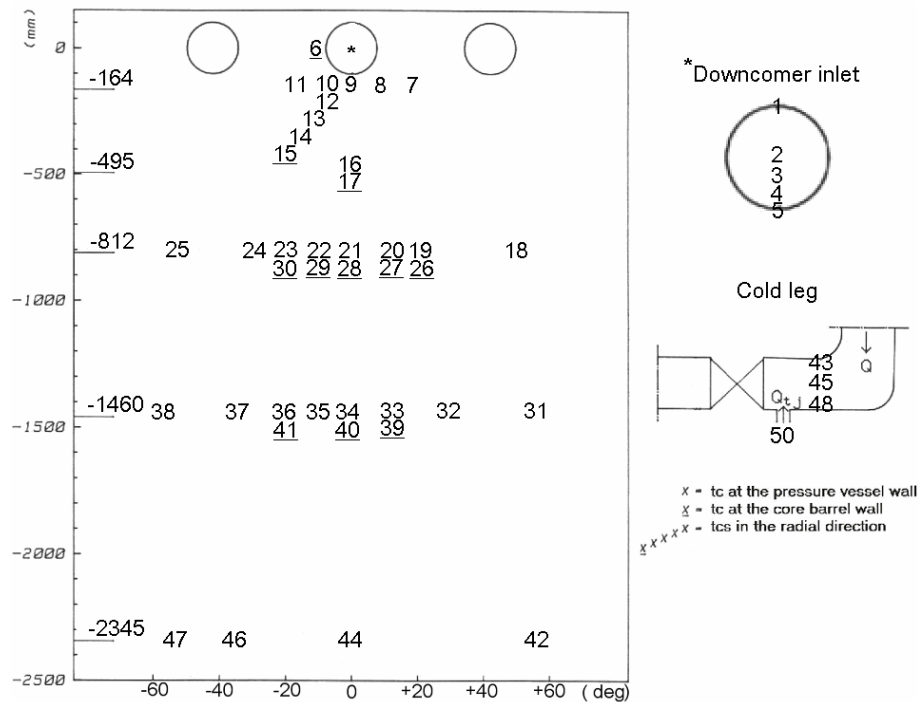 (mm)
0
6
*
*Downcomer inlet
-164
11 10 9 8 7
1
12
13
14
2
15
16
3
-495
-500
17
4
5
-812
25 24 23 22 21 20 19 18
30 29 28 27 26
-1000
Cold leg
43
Q
45
-1460
38 37 36 35 34 33 32 31
QtJ
48
-1500
41 40 39
50
x - tc at the pressure vessel wall
x - tc at the core barrel wall
x x x x x - tcs in the radial direction
-2000
-2345
47 46 44 42
-2500
-60 -40 -20 0 +20 +40 +60 (deg)